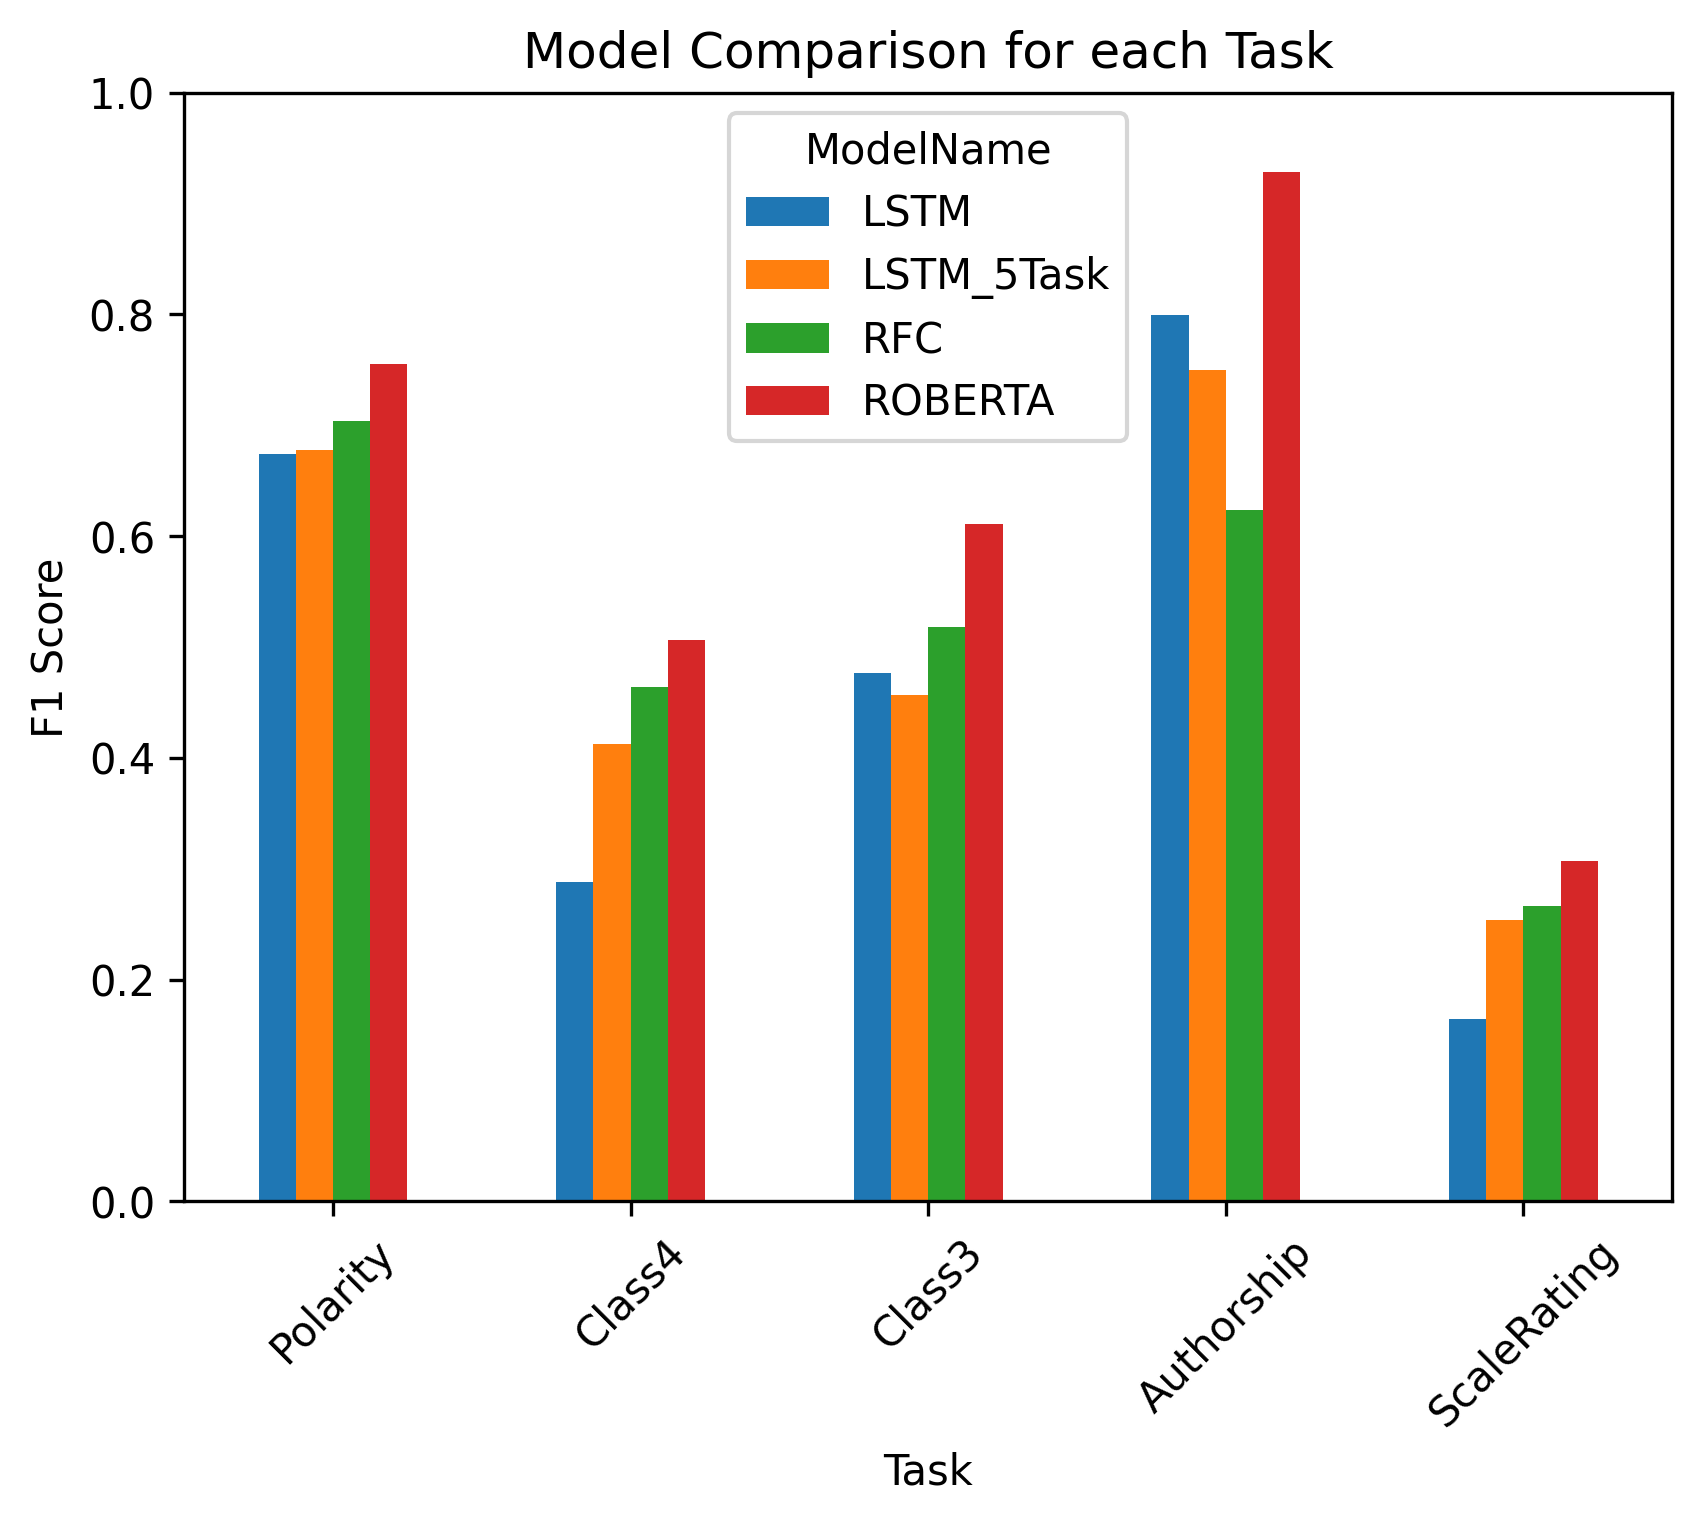 Model Comparison for each Task
1.0
0.8
0.6
0.4
0.2
0.0
F1 Score
ModelName
LSTM
LSTM_5Task
RFC
ROBERTA
Polarity
Class4
Class3
Authorship
ScaleRating
Task